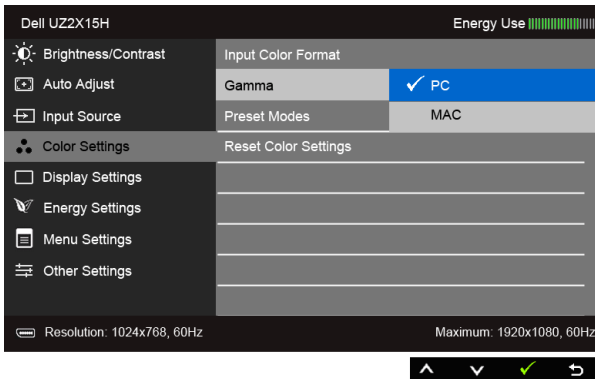 Dell UZ2X15H Energy Use
Brightness/Contrast Input Color Format
Auto Adjust Gamma PC
Input Source Preset Modes MAC
Color Settings Reset Color Settings
Display Settings
Energy Settings
Menu Settings
Other Settings
Resolution: 1024x768, 60Hz Maximum: 1920x1080, 60Hz